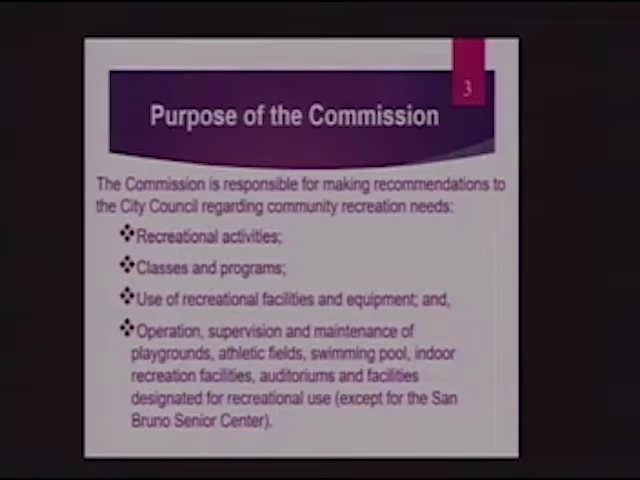 3
Purpose of the Commission
The Commission is responsible for making recommendations to
the City Council regarding community recreation needs:
Recreational activities;
Classes and programs;
Use of recreational facilities and equipment; and,
Operation, supervision and maintenance of
playgrounds, athletic fields, swimming pool, indoor
recreation facilities, auditoriums and facilities
designated for recreational use (except for the San
Bruno Senior Center).